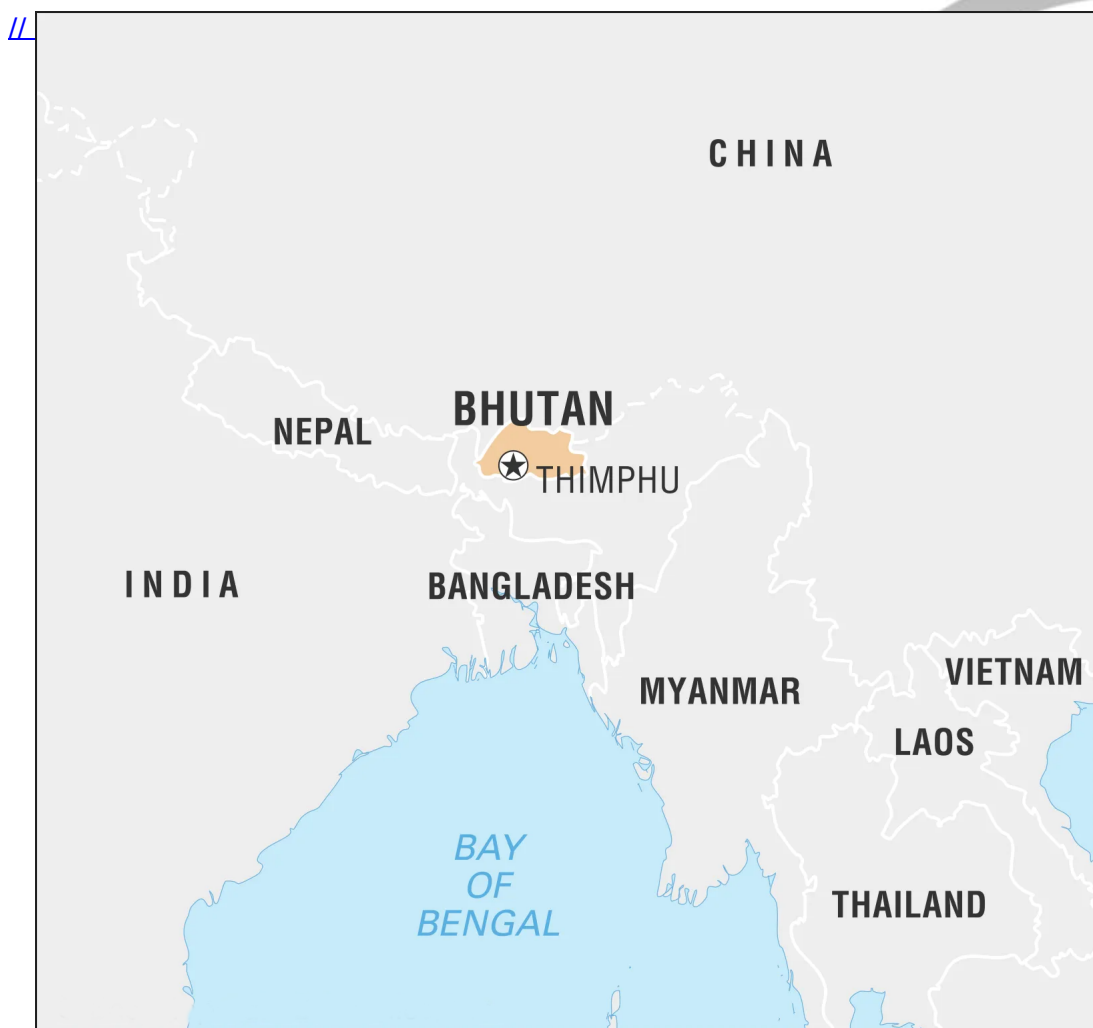 //
CHINA
BHUTAN
NEPAL
THIMPHU
INDIA
BANGLADESH
VIETNAM
MYANMAR
LAOS
BAY
OF
BENGAL
THAILAND